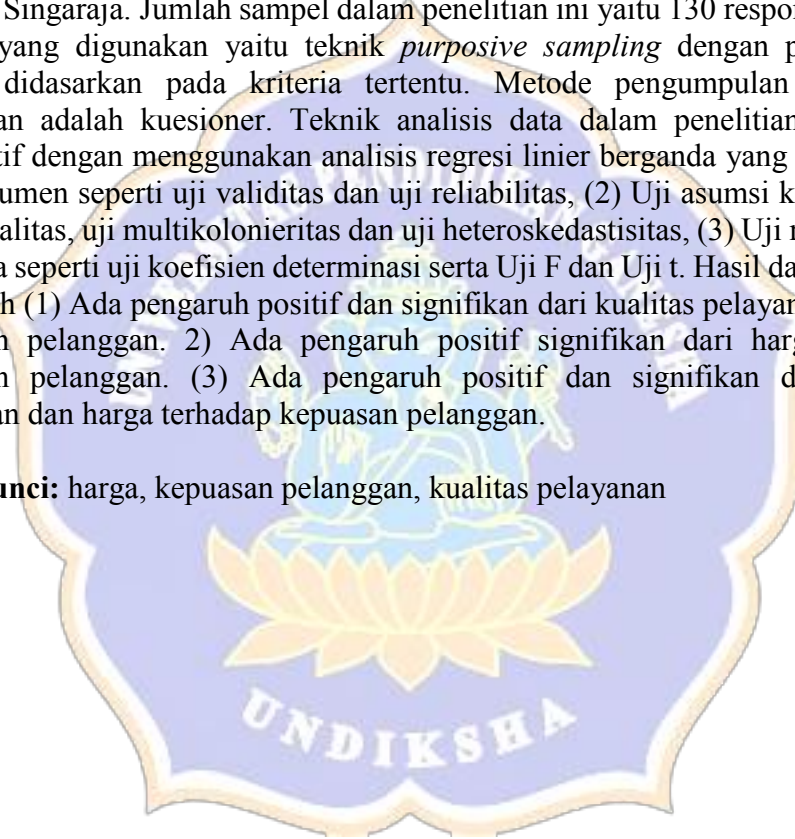 Singaraja. Jumlah sampel dalam penelitian ini yaitu 130 respo
yang digunakan yaitu teknik purposive sampling dengan p
didasarkan pada kriteria tertentu. Metode pengumpulan
an adalah kuesioner. Teknik analisis data dalam penelitian
tif dengan menggunakan analisis regresi linier berganda yang
umen seperti uji validitas dan uji reliabilitas, (2) Uji asumsi k
alitas, uji multikolonieritas dan uji heteroskedastisitas, (3) Uji
a seperti uji koefisien determinasi serta Uji F dan Uji t. Hasil da
h (1) Ada pengaruh positif dan signifikan dari kualitas pelayan
n pelanggan. 2) Ada pengaruh positif signifikan dari harg
n pelanggan. (3) Ada pengaruh positif dan signifikan d
an dan harga terhadap kepuasan pelanggan.
unci: harga, kepuasan pelanggan, kualitas pelayanan
UNIVERSITAS PENDIDIKAN GANESHA
UNDIKSHA